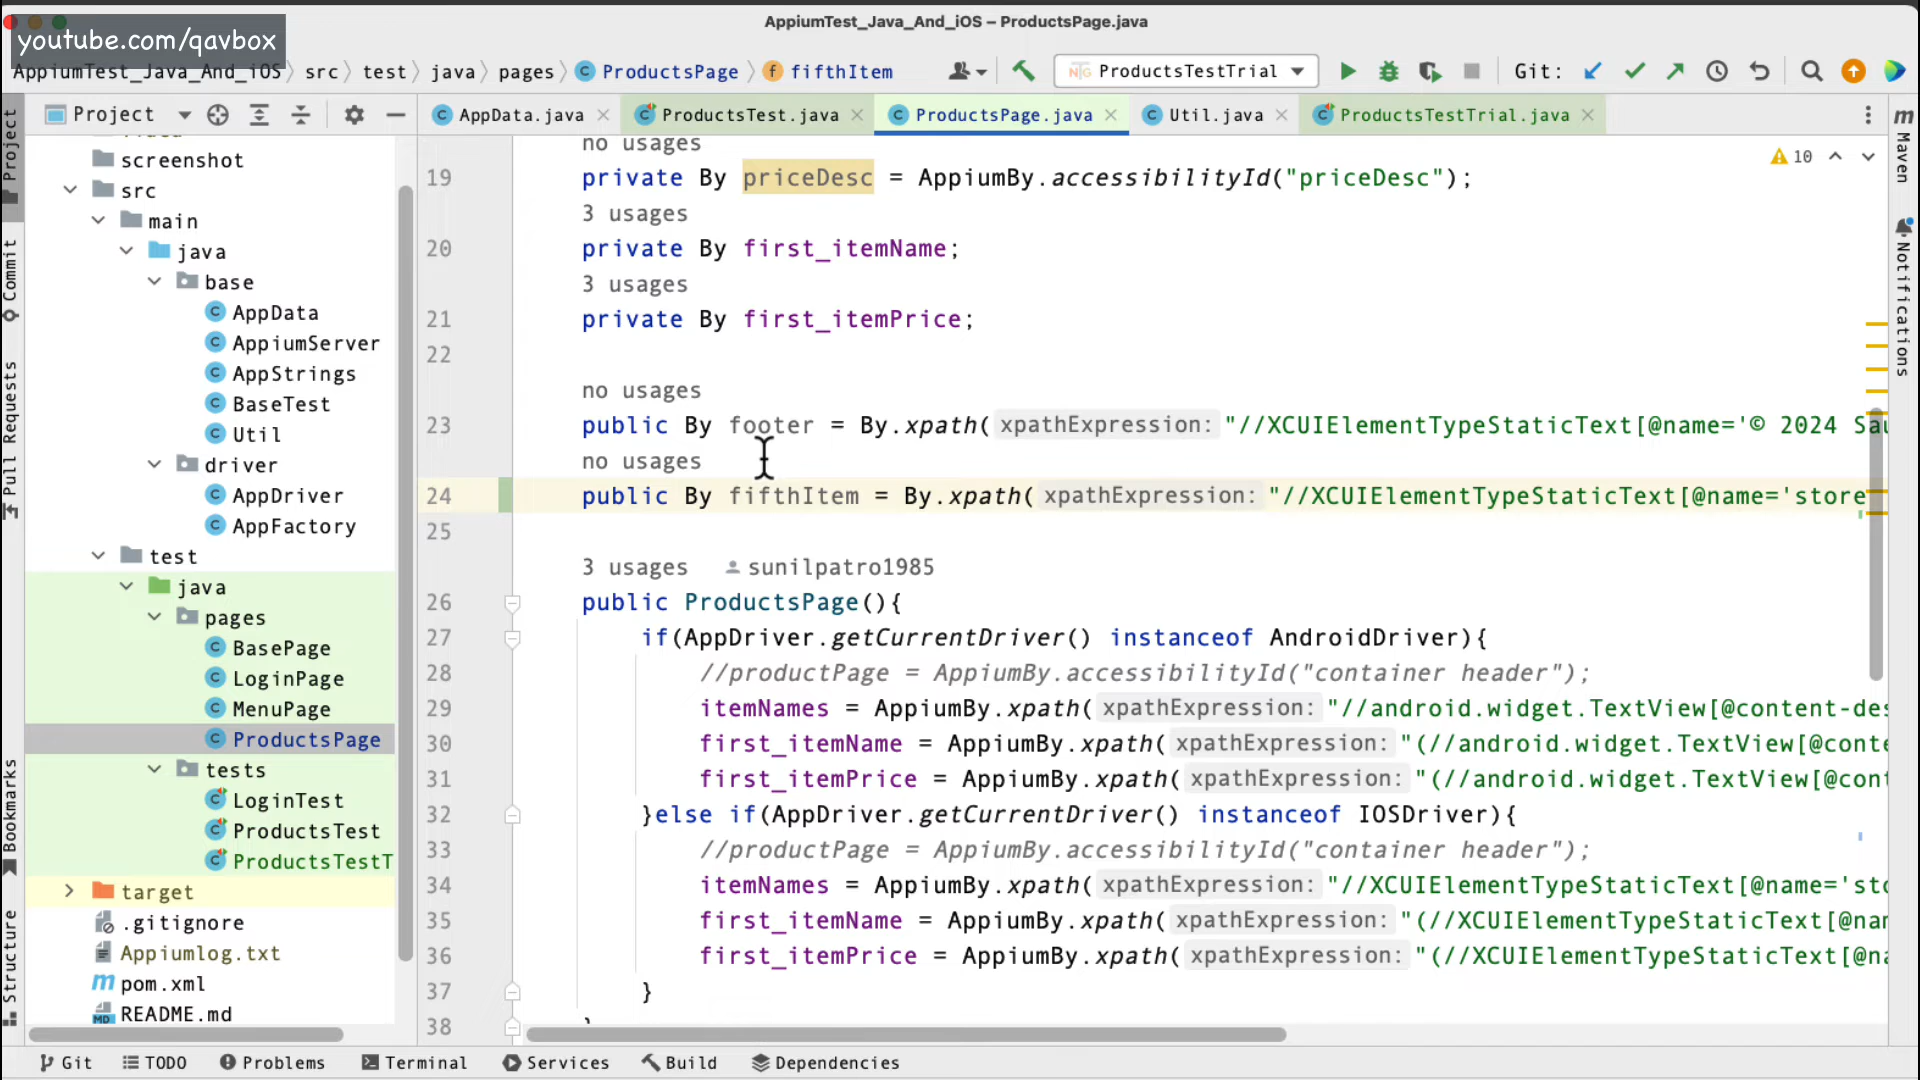 AppiumTest_Java_And_iOS – ProductsPage.java
youtube.com/qavbox
AppiumTest_Java_And_iOS src test java pages ProductsPage fifthItem ProductsTestTrial Git:
Project AppData.java ProductsTest.java ProductsPage.java Util.java ProductsTestTrial.java
screenshot
src
main
java
base
AppData
AppiumServer
AppStrings
BaseTest
Util
driver
AppDriver
AppFactory
test
java
pages
BasePage
LoginPage
MenuPage
ProductsPage
tests
LoginTest
ProductsTest
ProductsTestT
target
.gitignore
Appiumlog.txt
pom.xml
README.md
no usages
10
19 private By priceDesc = AppiumBy.accessibilityId("priceDesc");
3 usages
20 private By first_itemName;
3 usages
21 private By first_itemPrice;
22
no usages
23 public By footer = By.xpath( xpathExpression: "//XCUIElementTypeStaticText[@name='© 2024 Sau
no usages
24 public By fifthItem = By.xpath( xpathExpression: "//XCUIElementTypeStaticText[@name='store
25
3 usages sunilpatro1985
26 public ProductsPage(){
27 if(AppDriver.getCurrentDriver() instanceof AndroidDriver){
28 //productPage = AppiumBy.accessibilityId("container header");
29 itemNames = AppiumBy.xpath( xpathExpression: "//android.widget.TextView[@content-des
30 first_itemName = AppiumBy.xpath( xpathExpression: "(//android.widget.TextView[@conte
31 first_itemPrice = AppiumBy.xpath( xpathExpression: "(//android.widget.TextView[@cont
32 }else if(AppDriver.getCurrentDriver() instanceof IOSDriver){
33 //productPage = AppiumBy.accessibilityId("container header");
34 itemNames = AppiumBy.xpath( xpathExpression: "//XCUIElementTypeStaticText[@name='sto
35 first_itemName = AppiumBy.xpath( xpathExpression: "(//XCUIElementTypeStaticText[@nam
36 first_itemPrice = AppiumBy.xpath( xpathExpression: "(//XCUIElementTypeStaticText[@na
37 }
38
Project
Commit
Pull Requests
Bookmarks
Structure
m Maven
Notifications
Git TODO Problems Terminal Services Build Dependencies